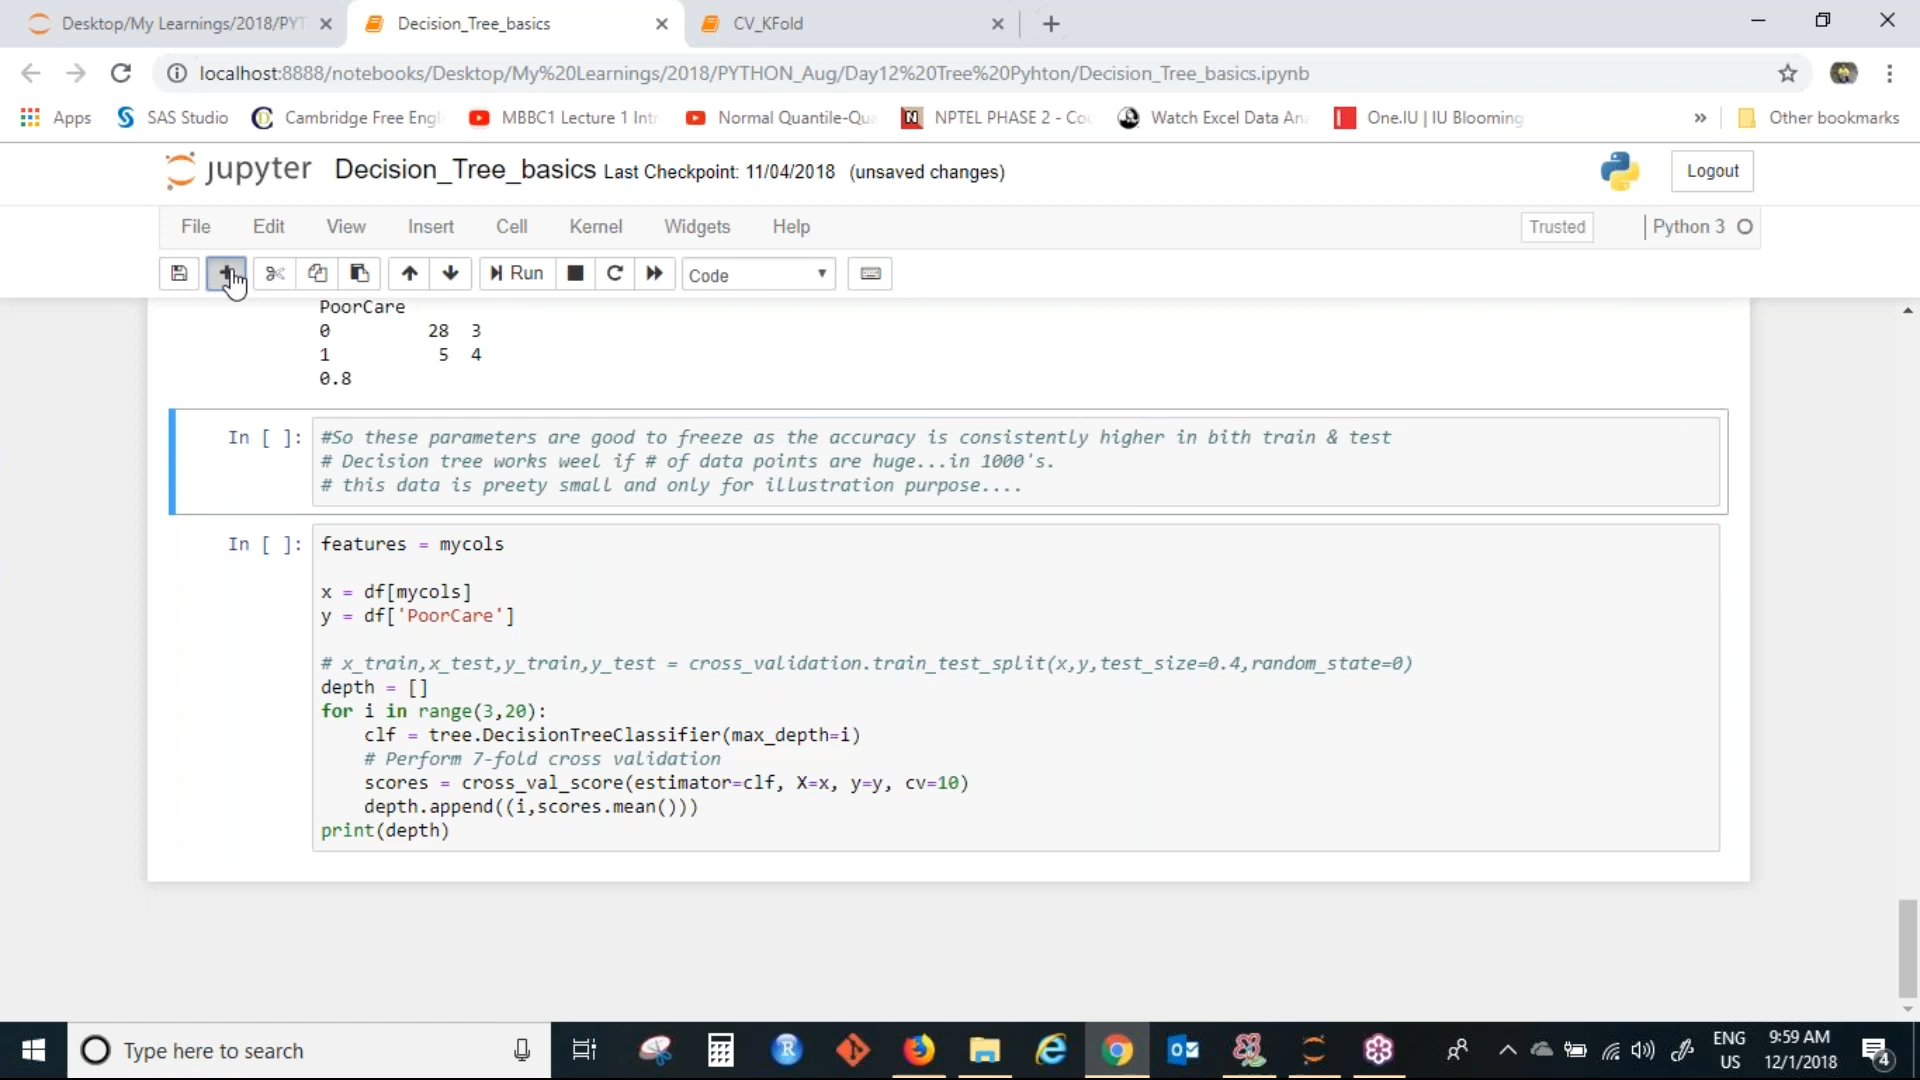 Desktop/My Learnings/2018/PYT
Decision_Tree_basics
CV_KFold
localhost:8888/notebooks/Desktop/My%20Learnings/2018/PYTHON_Aug/Day12%20Tree%20Pyhton/Decision_Tree_basics.ipynb
Apps
SAS Studio
Cambridge Free Engl
MBBC1 Lecture 1 Intr
Normal Quantile-Qua
NPTEL PHASE 2 - Cou
Watch Excel Data Ana
One.IU | IU Blooming
»
Other bookmarks
jupyter Decision_Tree_basics Last Checkpoint: 11/04/2018 (unsaved changes)
Logout
File Edit View Insert Cell Kernel Widgets Help
Trusted
Python 3
Run
Code
PoorCare
0 28 3
1 5 4
0.8
In [ ]: #So these parameters are good to freeze as the accuracy is consistently higher in bith train & test
# Decision tree works weel if # of data points are huge...in 1000's.
# this data is preety small and only for illustration purpose....
In [ ]: features = mycols
x = df[mycols]
y = df['PoorCare']
# x_train,x_test,y_train,y_test = cross_validation.train_test_split(x,y,test_size=0.4,random_state=0)
depth = []
for i in range(3,20):
clf = tree.DecisionTreeClassifier(max_depth=i)
# Perform 7-fold cross validation
scores = cross_val_score(estimator=clf, X=x, y=y, cv=10)
depth.append((i,scores.mean()))
print(depth)
Type here to search
ENG
US
9:59 AM
12/1/2018
4